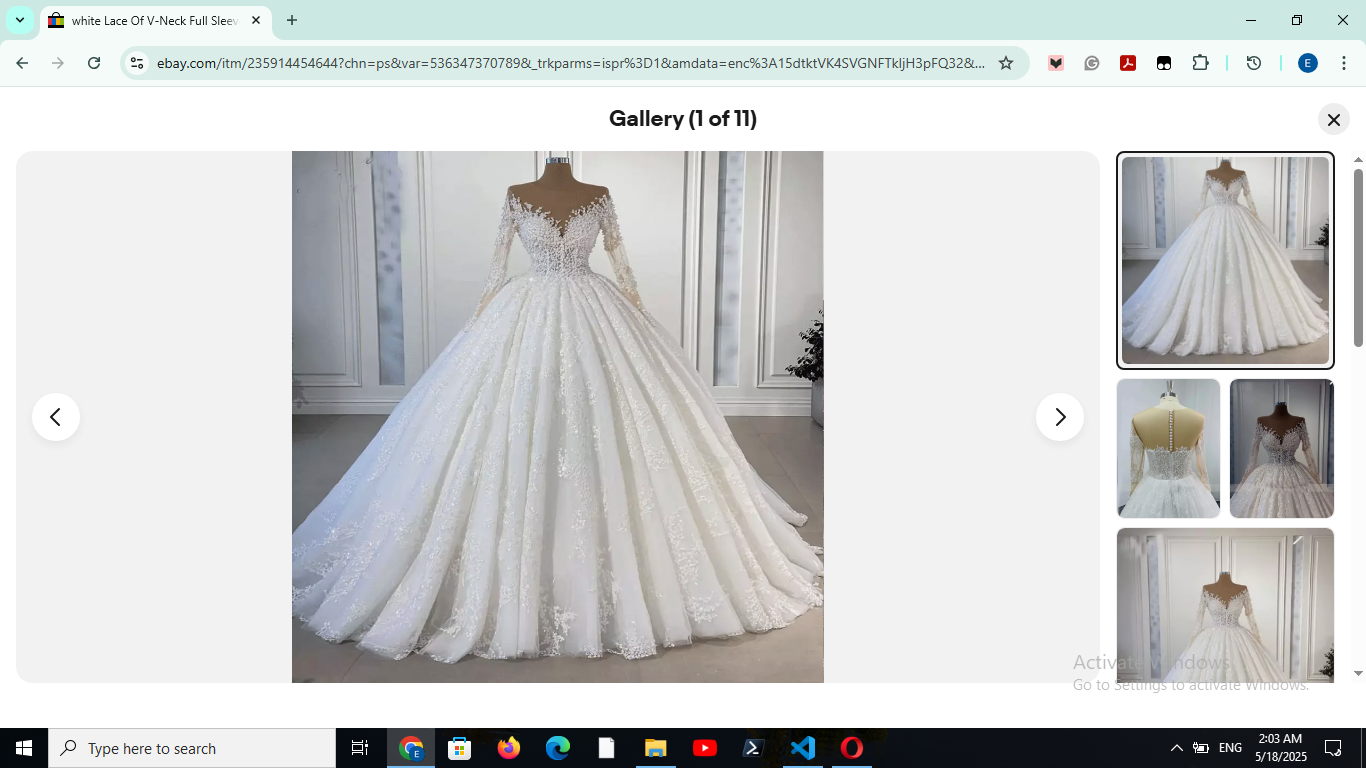 white Lace Of V-Neck Full Sleev
ebay.com/itm/235914454644?chn=ps&var=536347370789&_trkparms=ispr%3D1&amdata=enc%3A15dtktVK4SVGNFTkIjH3pFQ32&...
E
Gallery (1 of 11)
Activate Windows
Go to Settings to activate Windows.
Type here to search
E
ENG
2:03 AM
5/18/2025